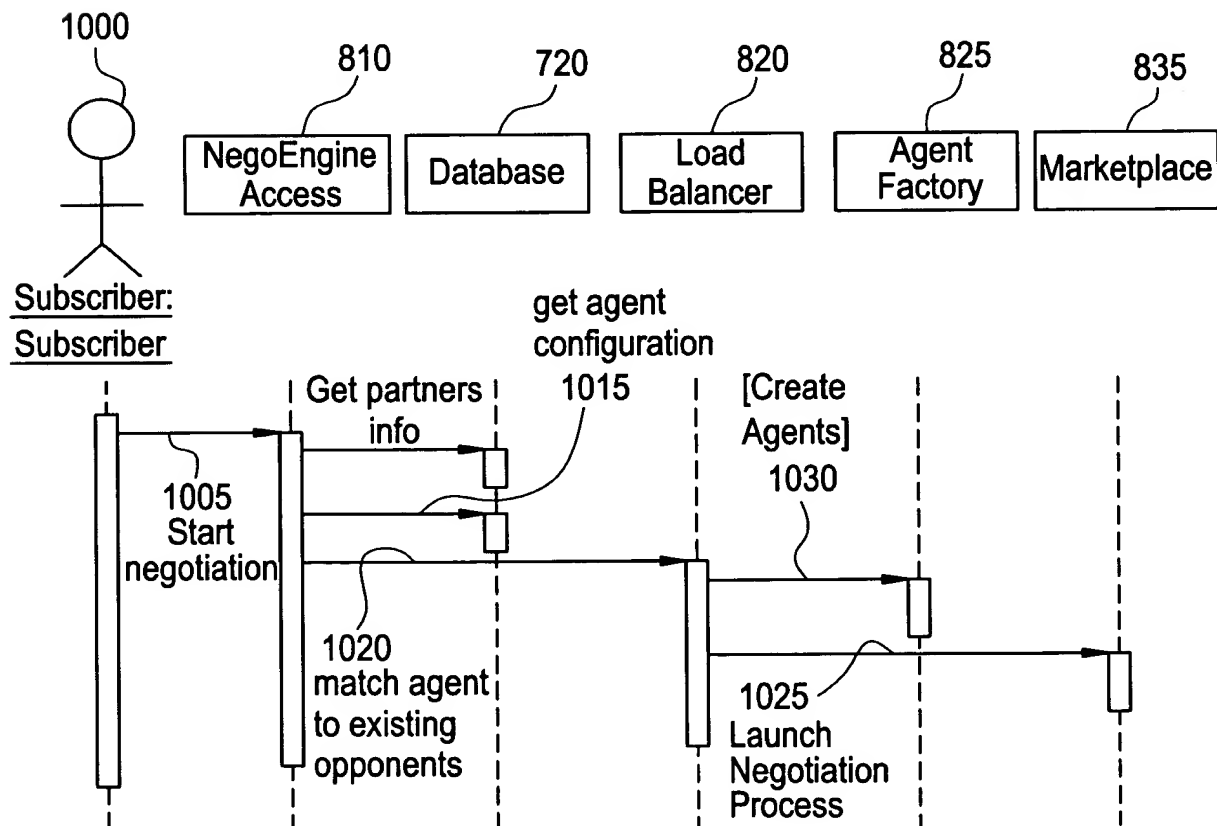 1000
810
720
820
825
835
NegoEngine
Access
Database
Load
Balancer
Agent
Factory
Marketplace
Subscriber:
Subscriber
get agent
configuration
1015
Get partners
info
[Create
Agents]
1030
1005
Start
negotiation
1020
match agent
to existing
opponents
1025
Launch
Negotiation
Process